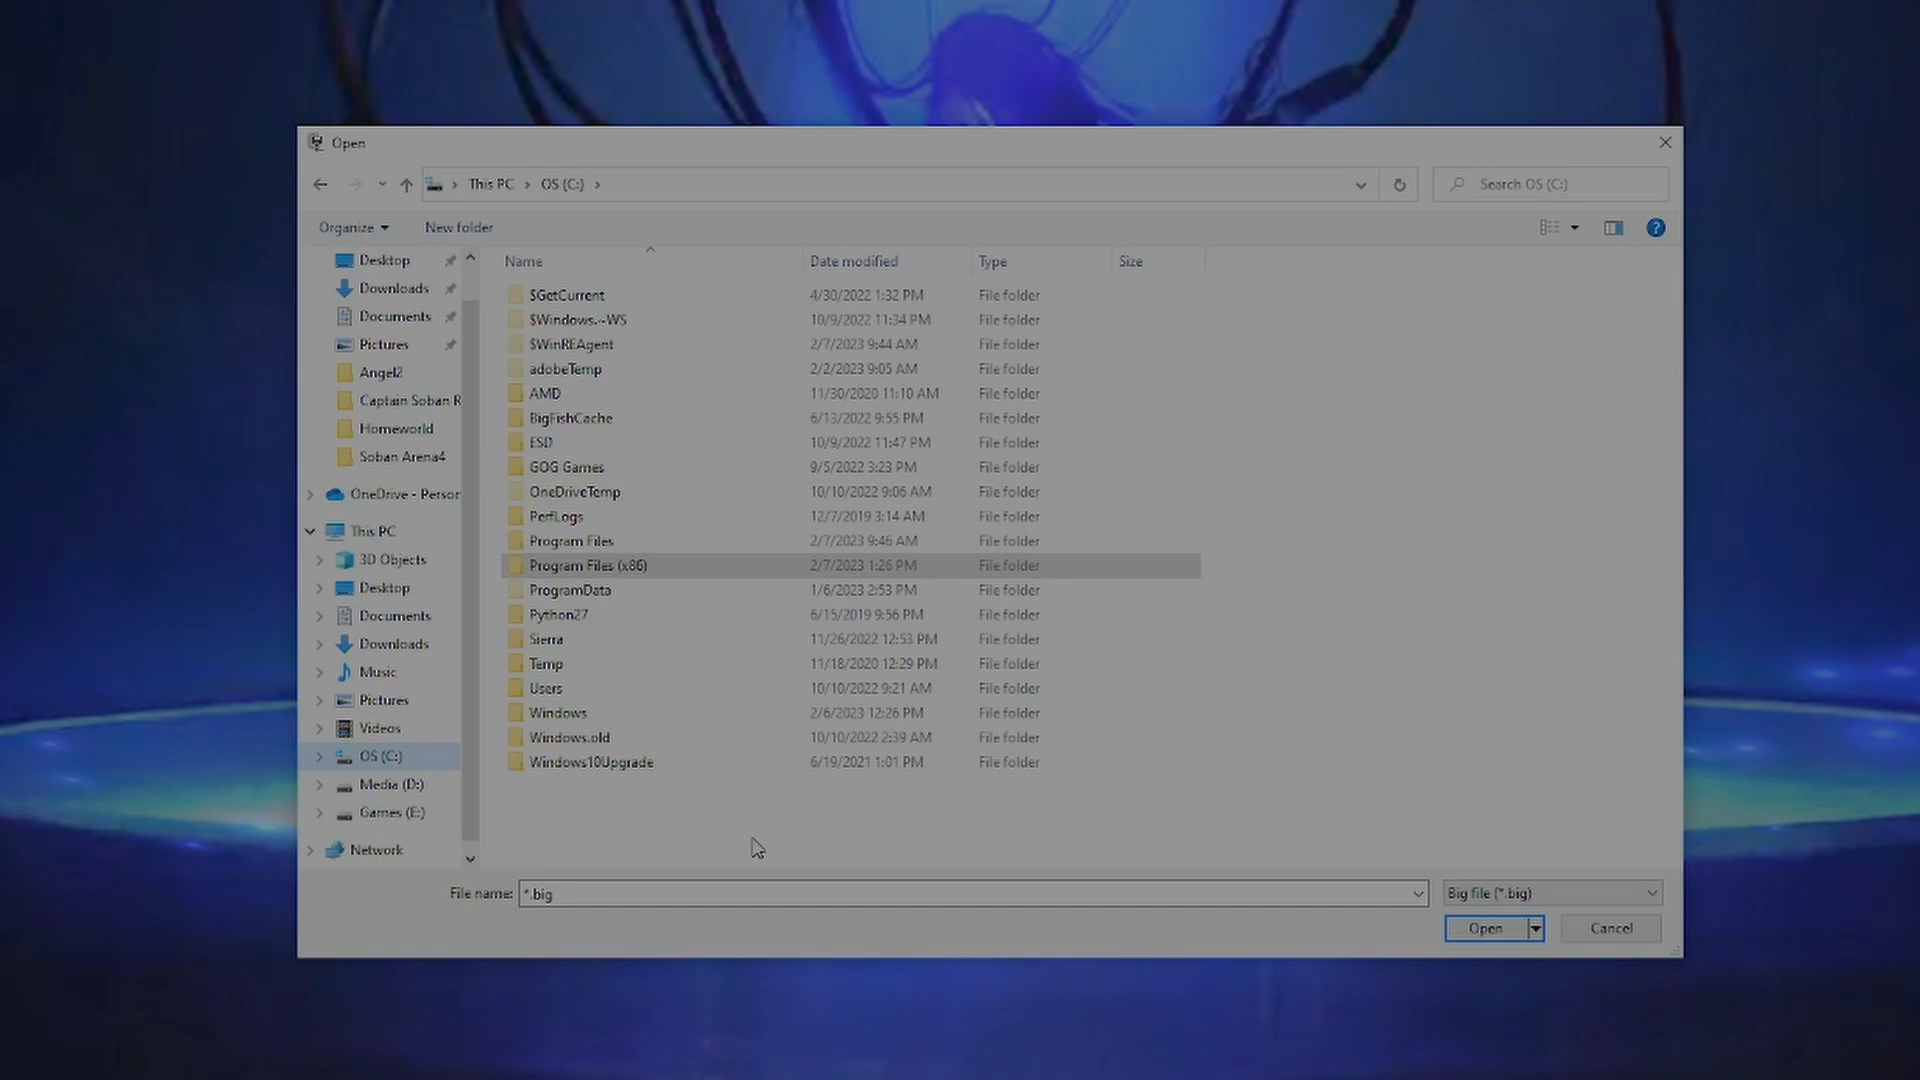 Open
This PC > OS (C:) >
Search OS (C:)
Organize
New folder
Name
Date modified
Type
Size
Desktop
Downloads
Documents
Pictures
Angel2
Captain Soban R
Homeworld
Soban Arena4
OneDrive - Person
This PC
3D Objects
Desktop
Documents
Downloads
Music
Pictures
Videos
OS (C:)
Media (D:)
Games (E:)
Network
$GetCurrent 4/30/2022 1:32 PM File folder
$Windows.~WS 10/9/2022 11:34 PM File folder
$WinREAgent 2/7/2023 9:44 AM File folder
adobeTemp 2/2/2023 9:05 AM File folder
AMD 11/30/2020 11:10 AM File folder
BigFishCache 6/13/2022 9:55 PM File folder
ESD 10/9/2022 11:47 PM File folder
GOG Games 9/5/2022 3:23 PM File folder
OneDriveTemp 10/10/2022 9:06 AM File folder
PerfLogs 12/7/2019 3:14 AM File folder
Program Files 2/7/2023 9:46 AM File folder
Program Files (x86) 2/7/2023 1:26 PM File folder
ProgramData 1/6/2023 2:53 PM File folder
Python27 6/15/2019 9:56 PM File folder
Sierra 11/26/2022 12:53 PM File folder
Temp 11/18/2020 12:29 PM File folder
Users 10/10/2022 9:21 AM File folder
Windows 2/6/2023 12:26 PM File folder
Windows.old 10/10/2022 2:39 AM File folder
Windows10Upgrade 6/19/2021 1:01 PM File folder
File name: *.big
Big file (*.big)
Open
Cancel